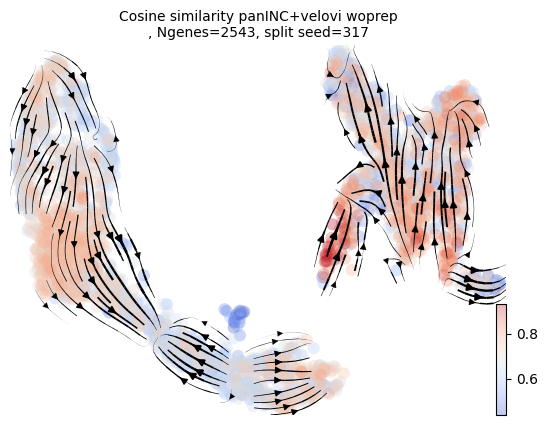 Cosine similarity panINC+velovi woprep
, Ngenes=2543, split seed=317
0.8
0.6